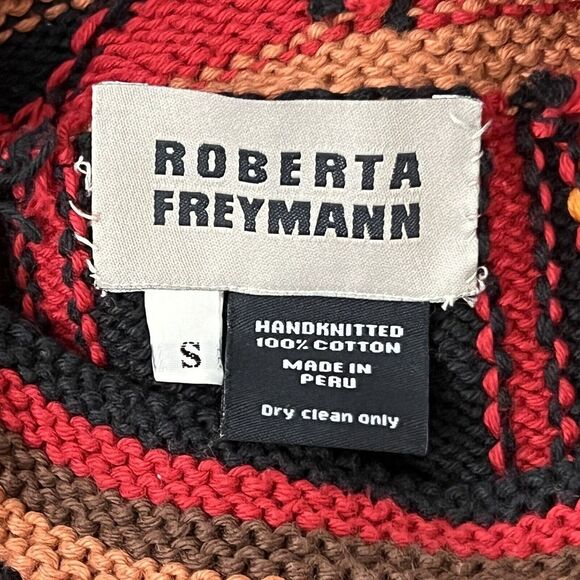 ROBERTA
FREYMANN
S
HANDKNITTED
100% COTTON
MADE IN
PERU
Dry clean only